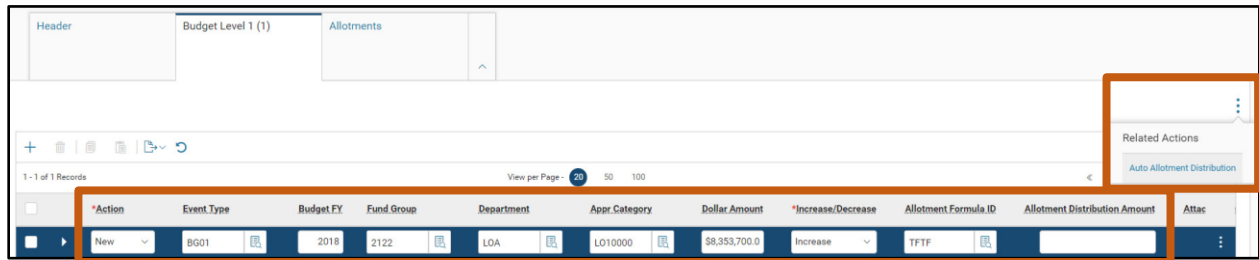 Header Budget Level 1 (1) Allotments
Related Actions
Auto Allotment Distribution
1 - 1 of 1 Records View per Page - 20 50 100 «
*Action Event Type Budget FY Fund Group Department Appr Category Dollar Amount *Increase/Decrease Allotment Formula ID Allotment Distribution Amount Attac
New BG01 2018 2122 LOA LO10000 $8,353,700.0 Increase TFTF